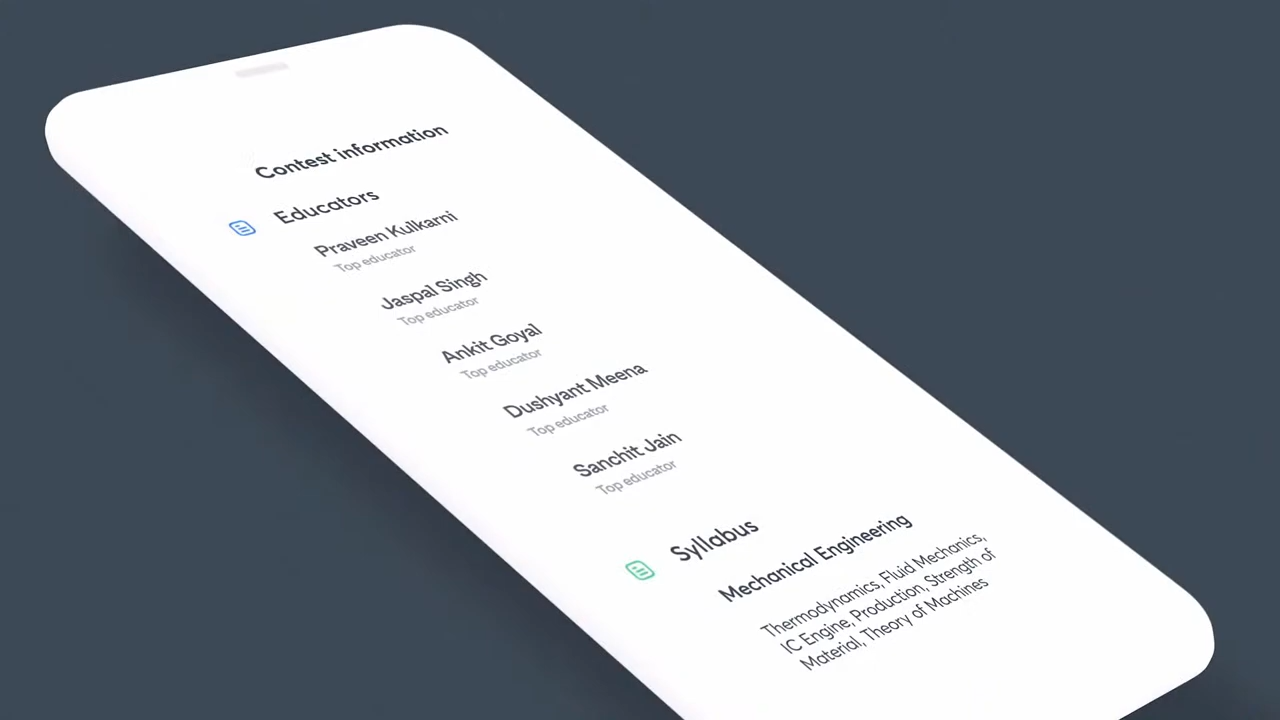 Contest information
Educators
Praveen Kulkarni
Top educator
Jaspal Singh
Top educator
Ankit Goyal
Top educator
Dushyant Meena
Top educator
Sanchit Jain
Top educator
Syllabus
Mechanical Engineering
Thermodynamics, Fluid Mechanics,
IC Engine, Production, Strength of
Material, Theory of Machines